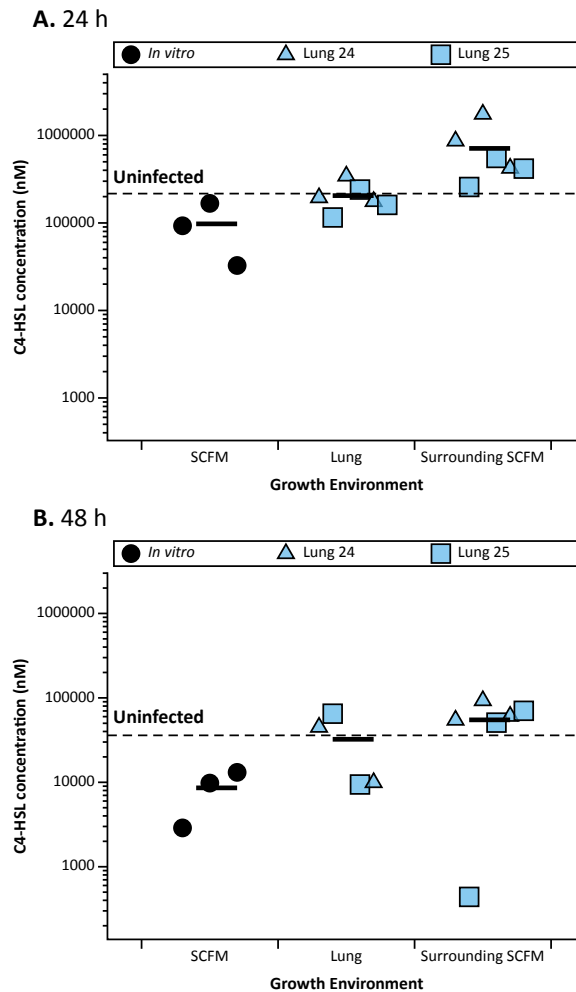 A. 24 h
In vitro Lung 24 Lung 25
1000000
Uninfected
100000
10000
1000
C4-HSL concentration (nM)
SCFM Lung Surrounding SCFM
Growth Environment
B. 48 h
In vitro Lung 24 Lung 25
1000000
Uninfected
100000
10000
1000
C4-HSL concentration (nM)
SCFM Lung Surrounding SCFM
Growth Environment